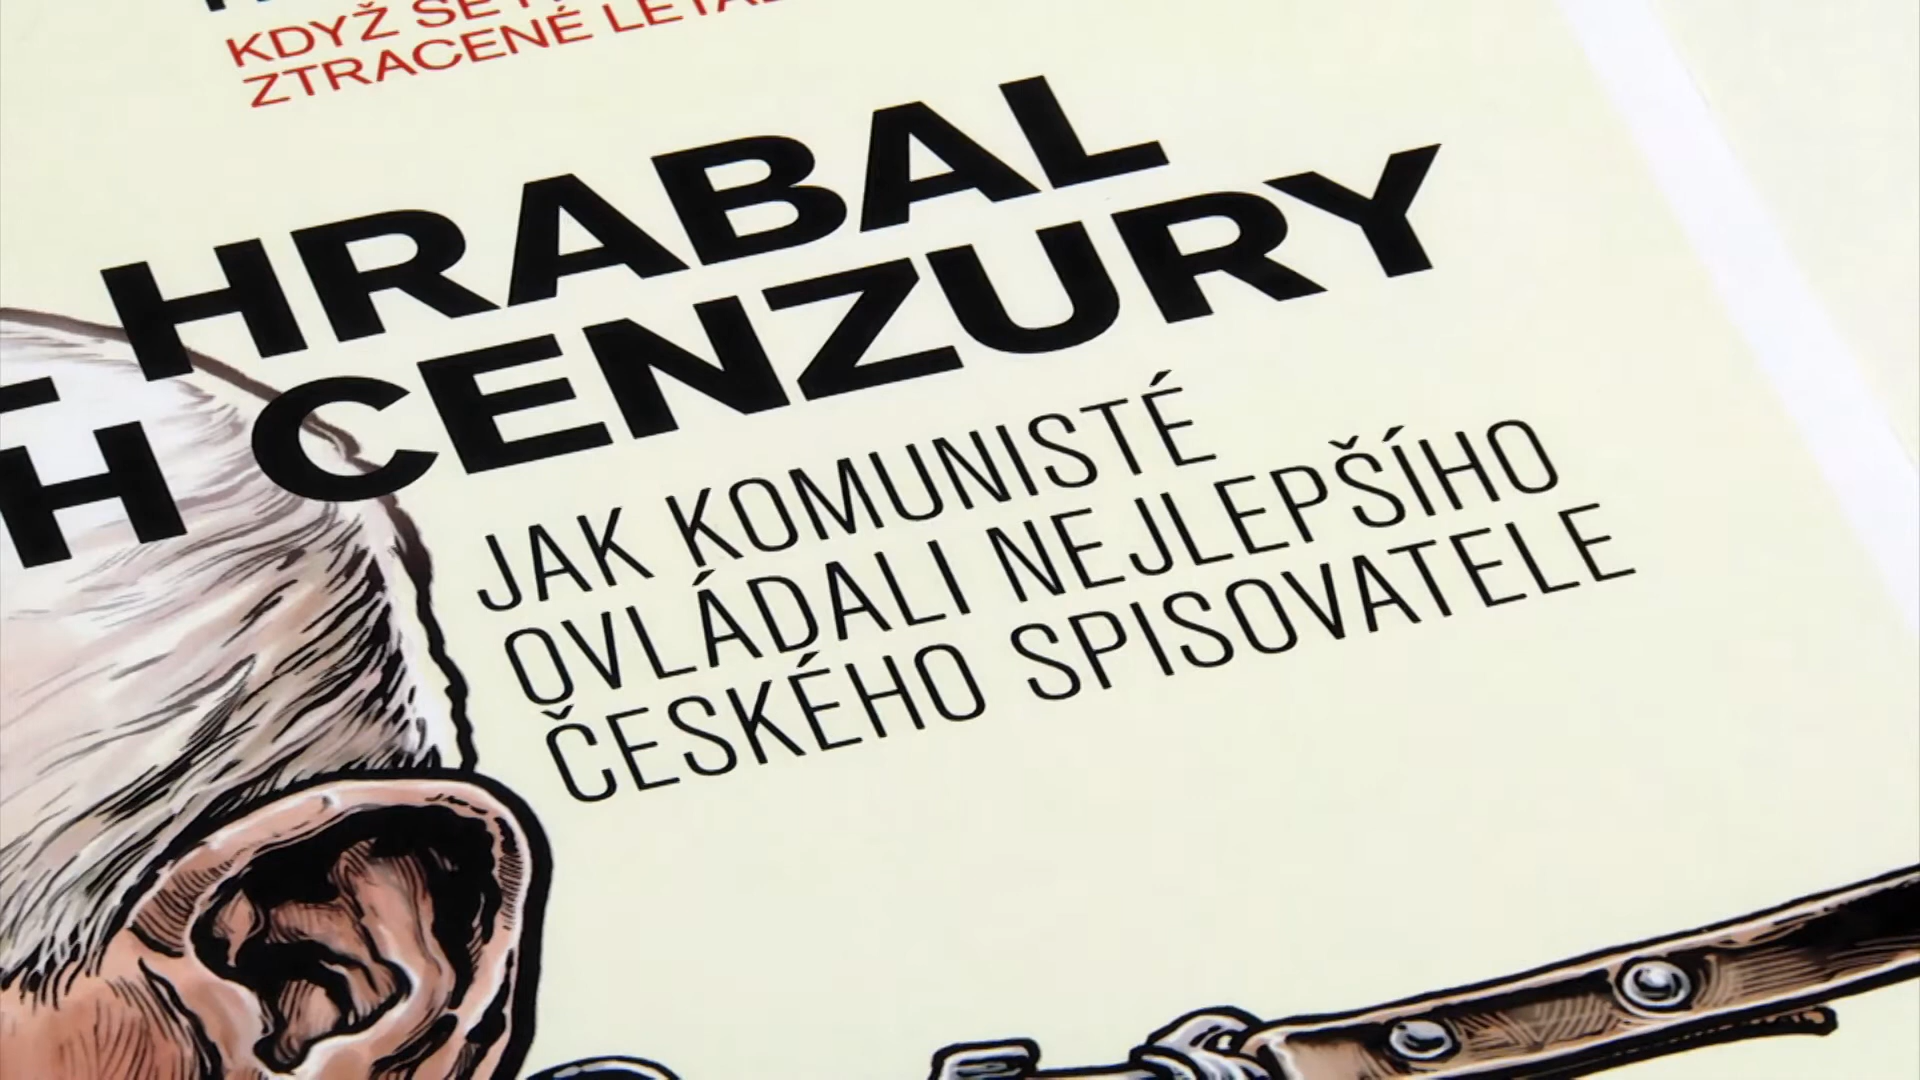 KDYŽ SE
ZTRACENÉ
HRABAL
H CENZURY
JAK KOMUNISTÉ
OVLÁDALI NEJLEPŠÍHO
ČESKÉHO SPISOVATELE